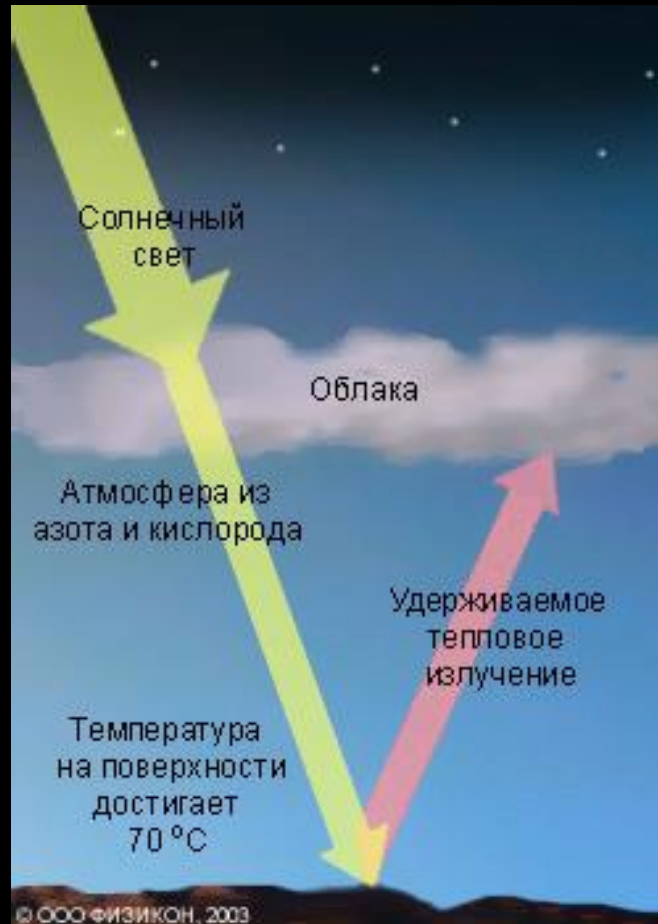 Солнечный
свет
Облака
Атмосфера из
азота и кислорода
Удерживаемое
тепловое
излучение
Температура
на поверхности
достигает
70 °C
© ООО ФИЗИКОН, 2003